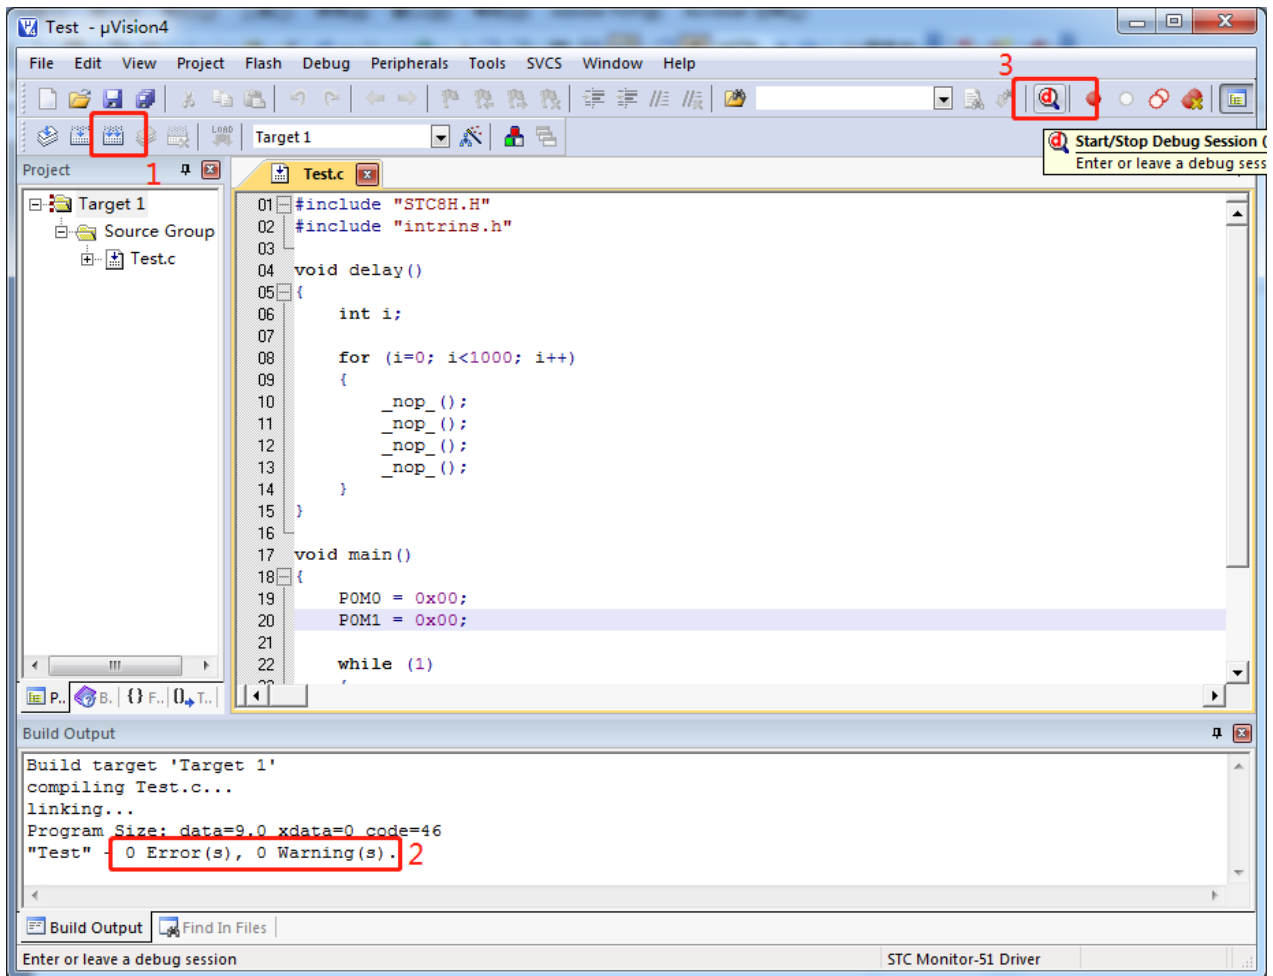 Test - µVision4
File Edit View Project Flash Debug Peripherals Tools SVCS Window Help
3
LOAD Target 1
Start/Stop Debug Session (
Enter or leave a debug sess
1
Project
Test.c
Target 1
Source Group
Test.c
01 #include "STC8H.H"
02 #include "intrins.h"
03
04 void delay()
05 {
06 int i;
07
08 for (i=0; i<1000; i++)
09 {
10 _nop_();
11 _nop_();
12 _nop_();
13 _nop_();
14 }
15 }
16
17 void main()
18 {
19 P0M0 = 0x00;
20 P0M1 = 0x00;
21
22 while (1)
23 {
P.. B. {} F.. 0 T..
Build Output
Build target 'Target 1'
compiling Test.c...
linking...
Program Size: data=9.0 xdata=0 code=46
"Test" - 0 Error(s), 0 Warning(s).
2
Build Output Find In Files
Enter or leave a debug session STC Monitor-51 Driver